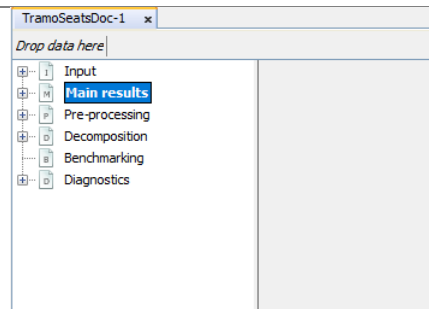 TramoSeatsDoc-1 x
Drop data here
I Input
M Main results
P Pre-processing
D Decomposition
B Benchmarking
D Diagnostics